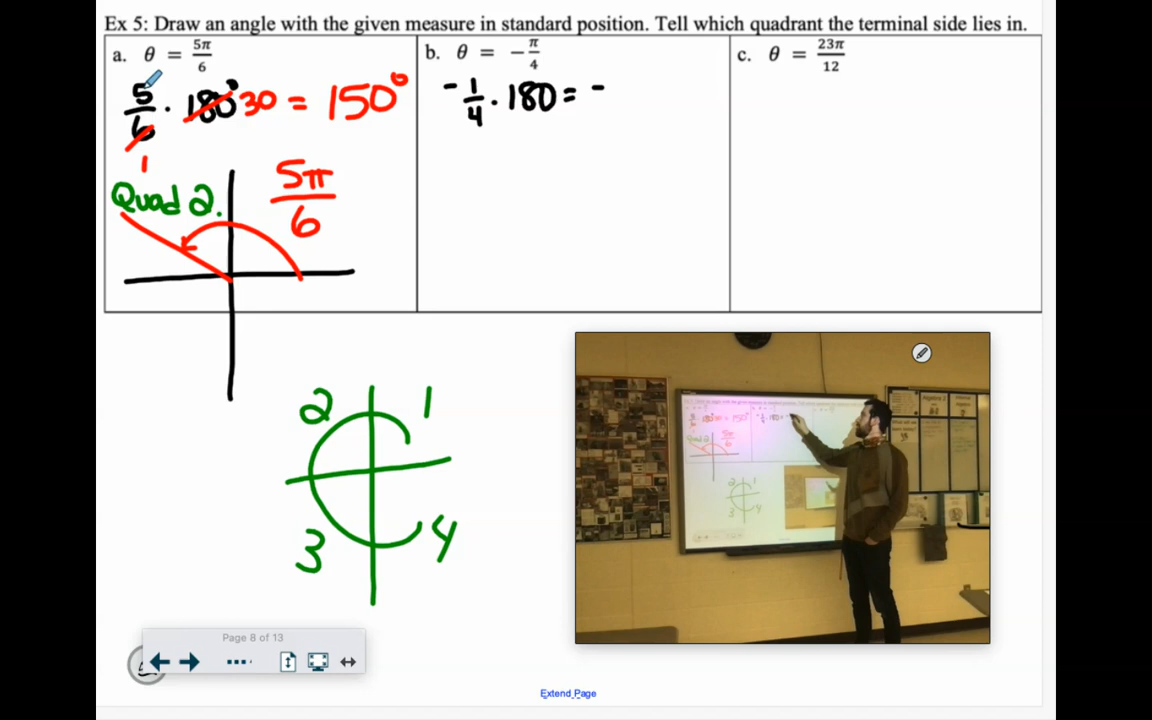 Ex 5: Draw an angle with the given measure in standard position. Tell which quadrant the terminal side lies in.
a. θ = 5π/6
5/6 · 180° 30 = 150°
1
Quad 2.
5π/6
b. θ = −π/4
-1/4 · 180 = -
c. θ = 23π/12
2 1
3 4
Page 8 of 13
Extend Page